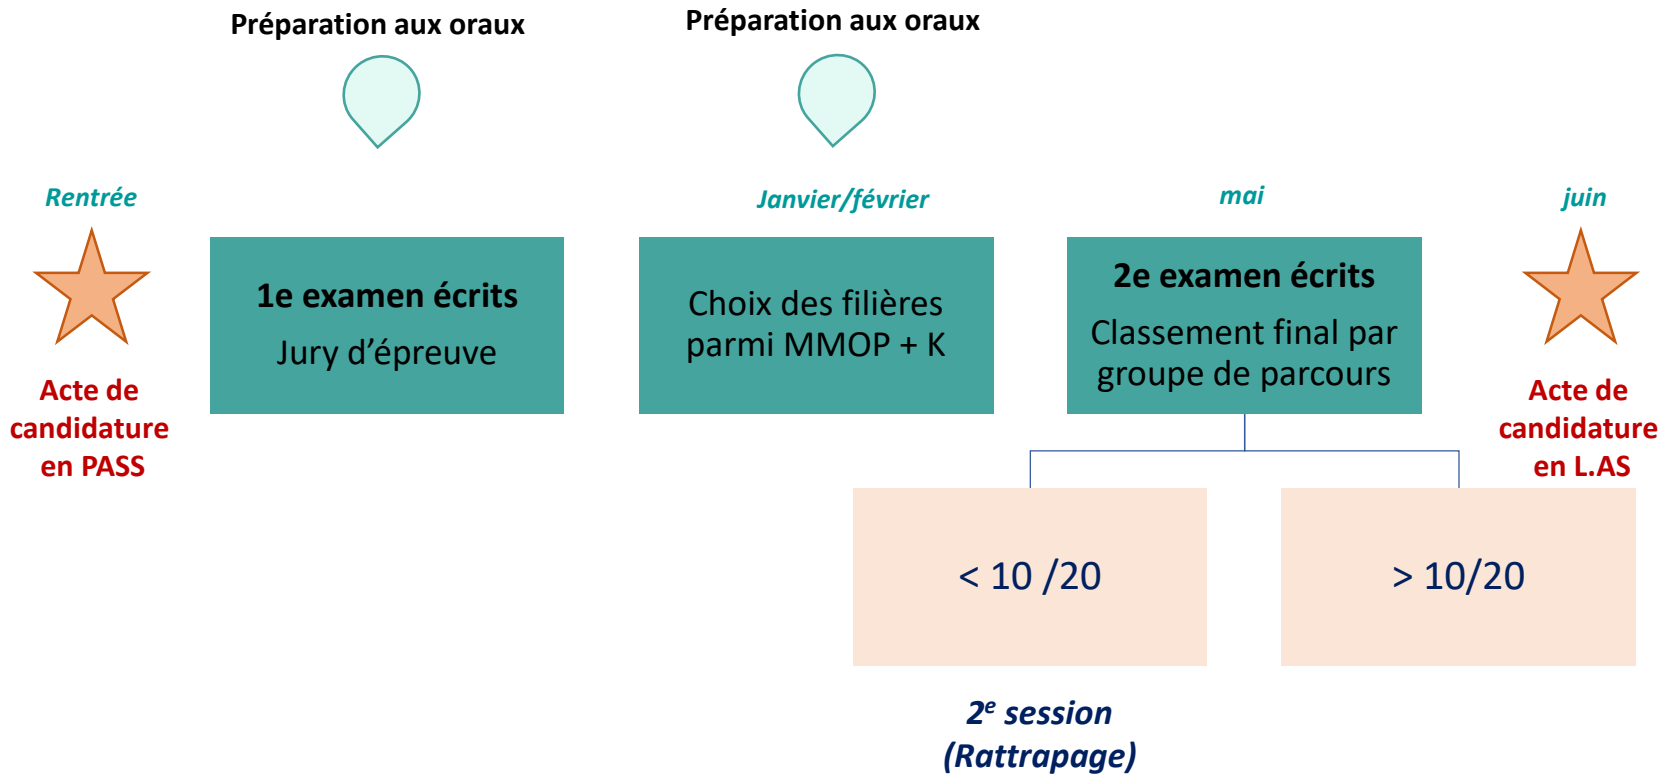 Préparation aux oraux
Préparation aux oraux
Rentrée
Janvier/février
mai
juin
Acte de
candidature
en PASS
1e examen écrits
Jury d'épreuve
Choix des filières
parmi MMOP + K
2e examen écrits
Classement final par
groupe de parcours
Acte de
candidature
en L.AS
< 10 /20
> 10/20
2e session
(Rattrapage)